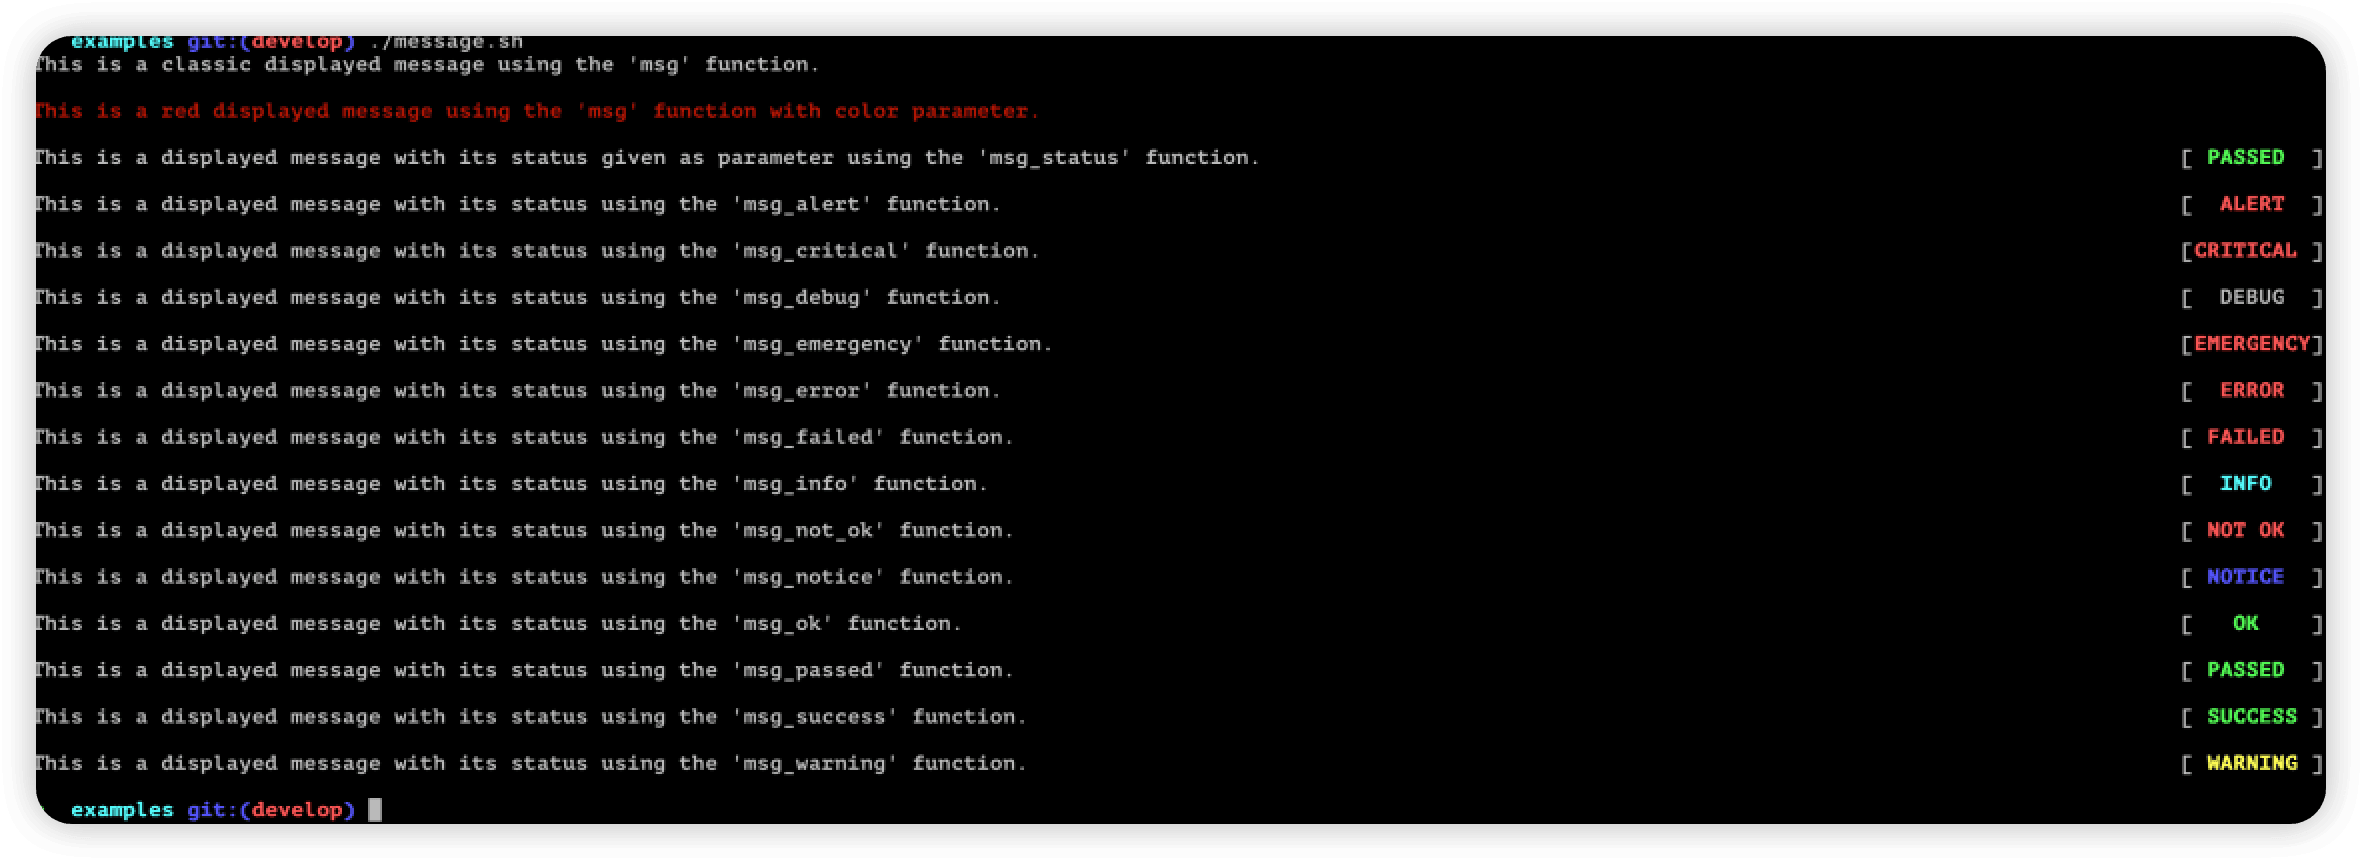 examples git:(develop) ./message.sh
This is a classic displayed message using the 'msg' function.
This is a red displayed message using the 'msg' function with color parameter.
This is a displayed message with its status given as parameter using the 'msg_status' function. [ PASSED ]
This is a displayed message with its status using the 'msg_alert' function. [ ALERT ]
This is a displayed message with its status using the 'msg_critical' function. [CRITICAL ]
This is a displayed message with its status using the 'msg_debug' function. [ DEBUG ]
This is a displayed message with its status using the 'msg_emergency' function. [EMERGENCY]
This is a displayed message with its status using the 'msg_error' function. [ ERROR ]
This is a displayed message with its status using the 'msg_failed' function. [ FAILED ]
This is a displayed message with its status using the 'msg_info' function. [ INFO ]
This is a displayed message with its status using the 'msg_not_ok' function. [ NOT OK ]
This is a displayed message with its status using the 'msg_notice' function. [ NOTICE ]
This is a displayed message with its status using the 'msg_ok' function. [ OK ]
This is a displayed message with its status using the 'msg_passed' function. [ PASSED ]
This is a displayed message with its status using the 'msg_success' function. [ SUCCESS ]
This is a displayed message with its status using the 'msg_warning' function. [ WARNING ]
examples git:(develop)